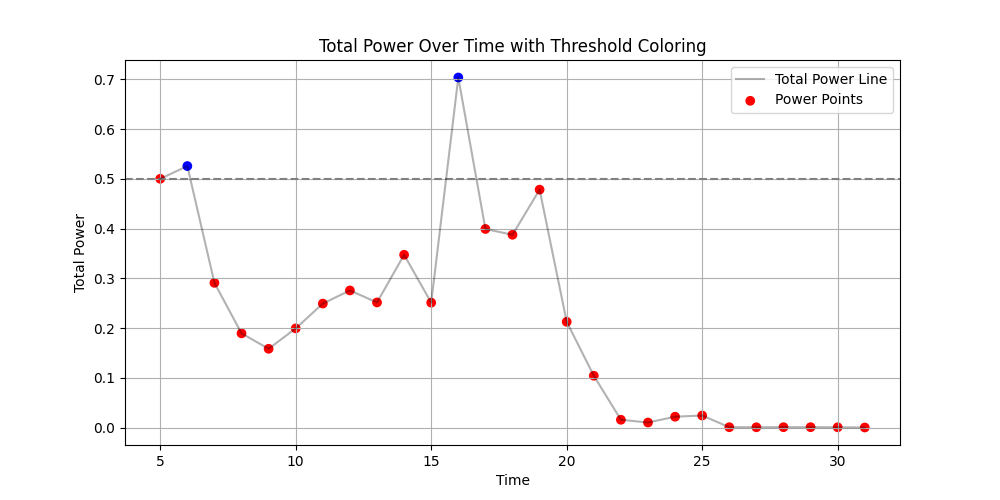 Total Power Over Time with Threshold Coloring
Total Power Line
Power Points
0.7
0.6
0.5
0.4
0.3
0.2
0.1
0.0
Total Power
5 10 15 20 25 30
Time